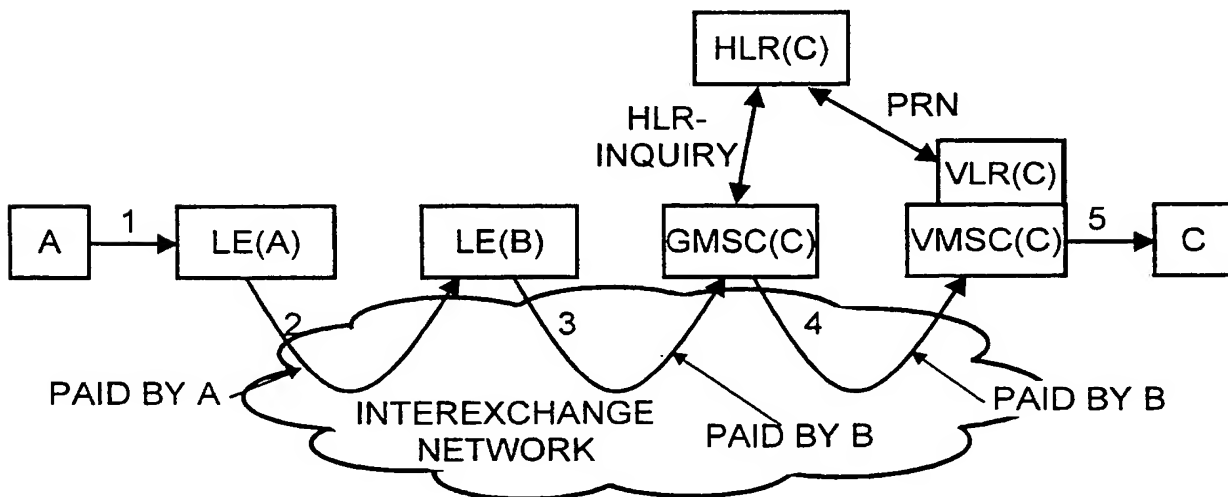 HLR(C)
HLR-
INQUIRY
PRN
VLR(C)
A
1
LE(A)
LE(B)
GMSC(C)
VMSC(C)
5
C
2
3
4
PAID BY A
INTEREXCHANGE
NETWORK
PAID BY B
PAID BY B